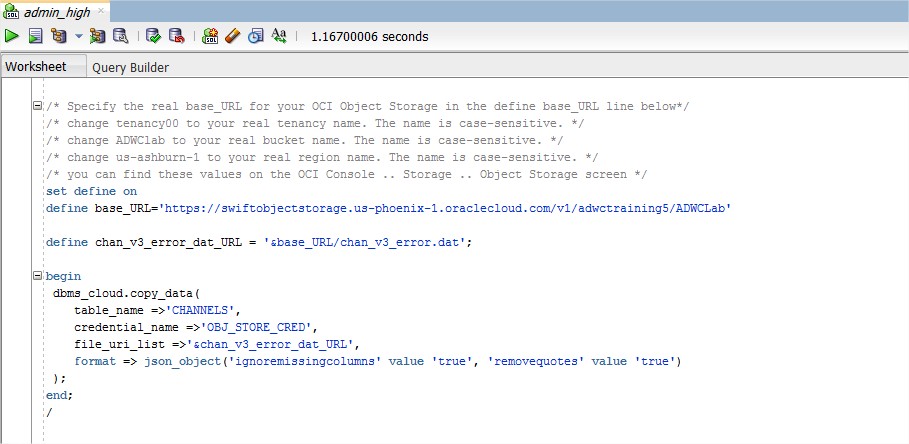 admin_high
1.16700006 seconds
Worksheet Query Builder
/* Specify the real base_URL for your OCI Object Storage in the define base_URL line below*/
/* change tenancy00 to your real tenancy name. The name is case-sensitive. */
/* change ADWClab to your real bucket name. The name is case-sensitive. */
/* change us-ashburn-1 to your real region name. The name is case-sensitive. */
/* you can find these values on the OCI Console .. Storage .. Object Storage screen */
set define on
define base_URL='https://swiftobjectstorage.us-phoenix-1.oraclecloud.com/v1/adwctraining5/ADWCLab'
define chan_v3_error_dat_URL = '&base_URL/chan_v3_error.dat';
begin
dbms_cloud.copy_data(
table_name =>'CHANNELS',
credential_name =>'OBJ_STORE_CRED',
file_uri_list =>'&chan_v3_error_dat_URL',
format => json_object('ignoremissingcolumns' value 'true', 'removequotes' value 'true')
);
end;
/